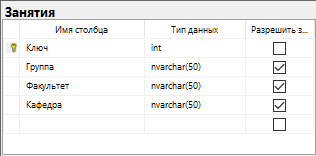 Занятия
Имя столбца Тип данных Разрешить з...
Ключ int
Группа nvarchar(50)
Факультет nvarchar(50)
Кафедра nvarchar(50)